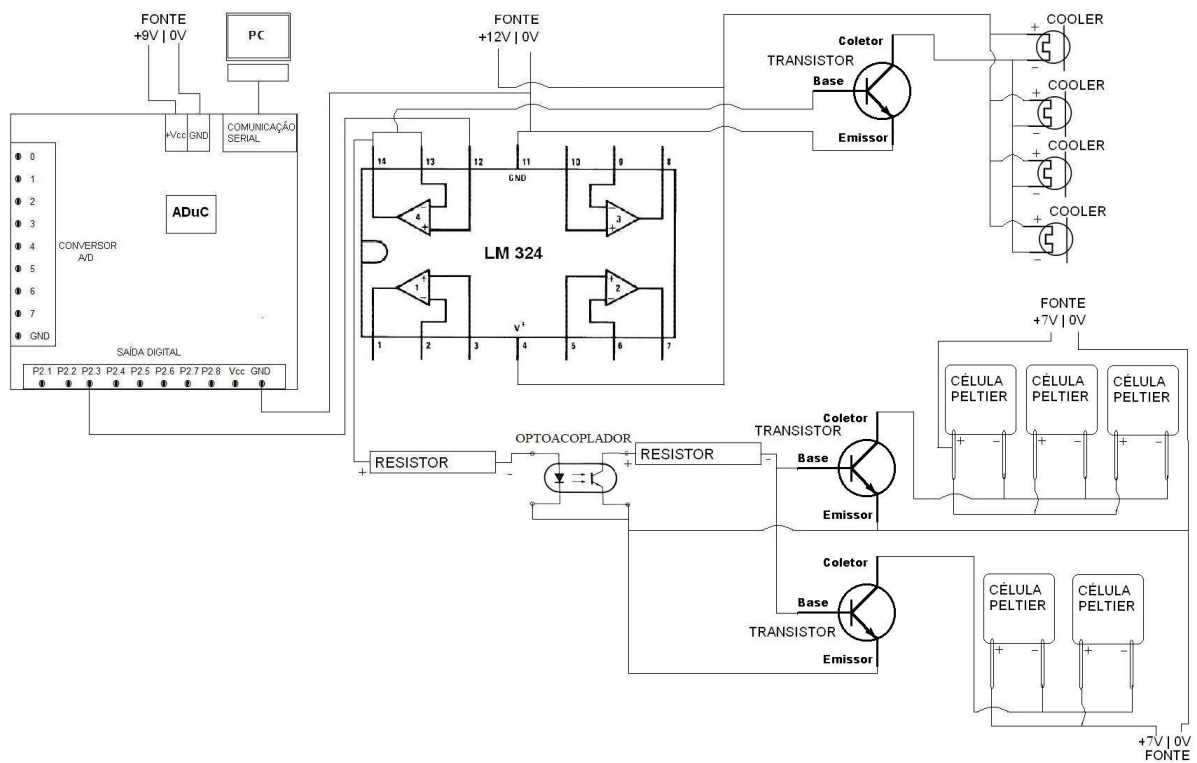 FONTE
+9V | 0V
PC
FONTE
+12V | 0V
COOLER
+
-
Coletor
TRANSISTOR
Base
Emissor
COOLER
+
-
COOLER
+
-
COOLER
+
-
+Vcc
GND
COMUNICAÇÃO
SERIAL
0
1
2
3
4
5
6
7
GND
CONVERSOR
A/D
ADuC
SAÍDA DIGITAL
P2.1 P2.2 P2.3 P2.4 P2.5 P2.6 P2.7 P2.8 Vcc GND
14 13 12 11 10 9 8
GND
4
-
+
3
-
+
LM 324
1
+
-
2
+
-
V+
1 2 3 4 5 6 7
FONTE
+7V | 0V
CÉLULA
PELTIER
+ -
CÉLULA
PELTIER
+ -
CÉLULA
PELTIER
+ -
OPTOACOPLADOR
+
RESISTOR
-
+
RESISTOR
-
Coletor
TRANSISTOR
Base
Emissor
Coletor
Base
TRANSISTOR
Emissor
CÉLULA
PELTIER
+ -
CÉLULA
PELTIER
+ -
+7V | 0V
FONTE